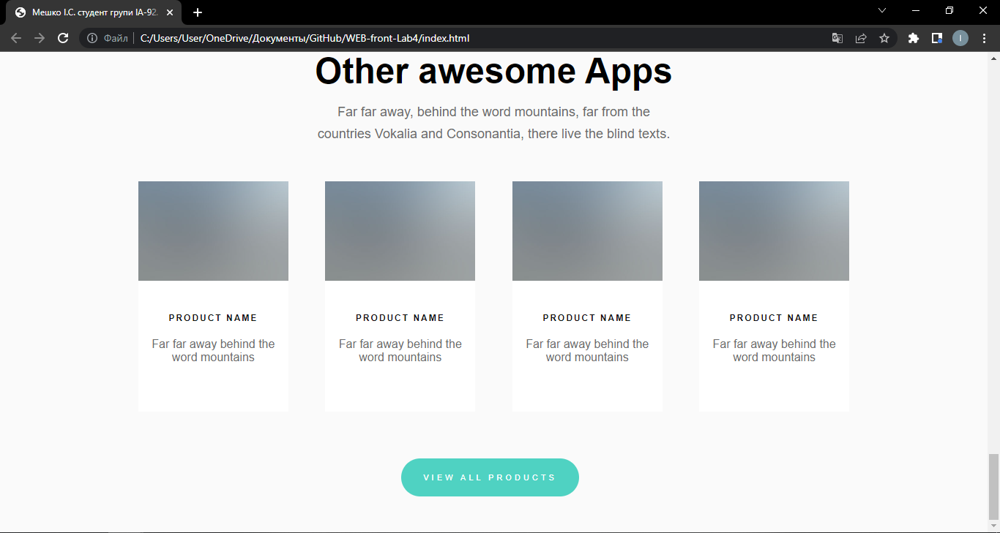 Мешко І.С. студент групи ІА-92.
Файл C:/Users/User/OneDrive/Документы/GitHub/WEB-front-Lab4/index.html
I
Other awesome Apps
Far far away, behind the word mountains, far from the
countries Vokalia and Consonantia, there live the blind texts.
PRODUCT NAME
Far far away behind the
word mountains
PRODUCT NAME
Far far away behind the
word mountains
PRODUCT NAME
Far far away behind the
word mountains
PRODUCT NAME
Far far away behind the
word mountains
VIEW ALL PRODUCTS